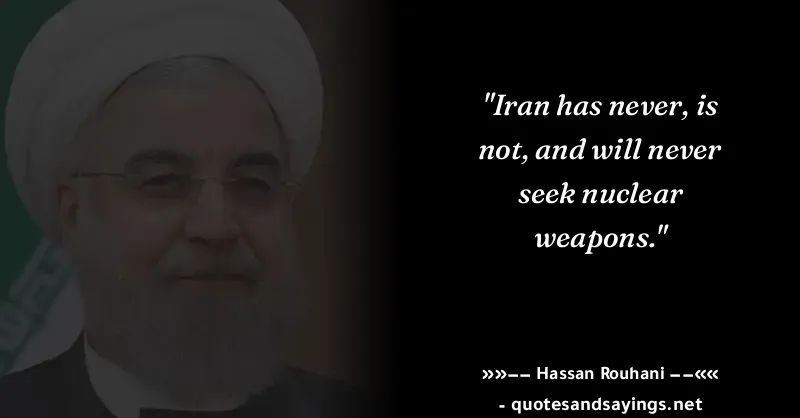 "Iran has never, is
not, and will never
seek nuclear
weapons."
»»−− Hassan Rouhani −−««
- quotesandsayings.net